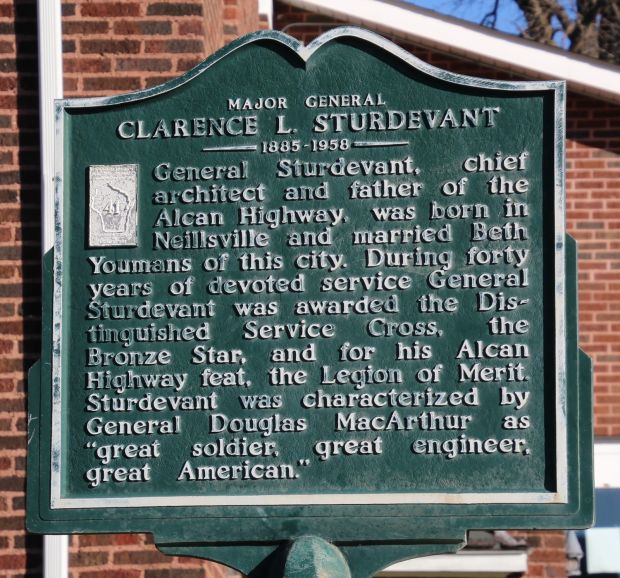 MAJOR GENERAL
CLARENCE L. STURDEVANT
1885-1958
General Sturdevant, chief
architect and father of the
Alcan Highway, was born in
41
Neillsville and married Beth
Youmans of this city. During forty
years of devoted service General
Sturdevant was awarded the Dis-
tinguished Service Cross, the
Bronze Star, and for his Alcan
Highway feat, the Legion of Merit.
Sturdevant was characterized by
General Douglas MacArthur as
"great soldier, great engineer,
great American."